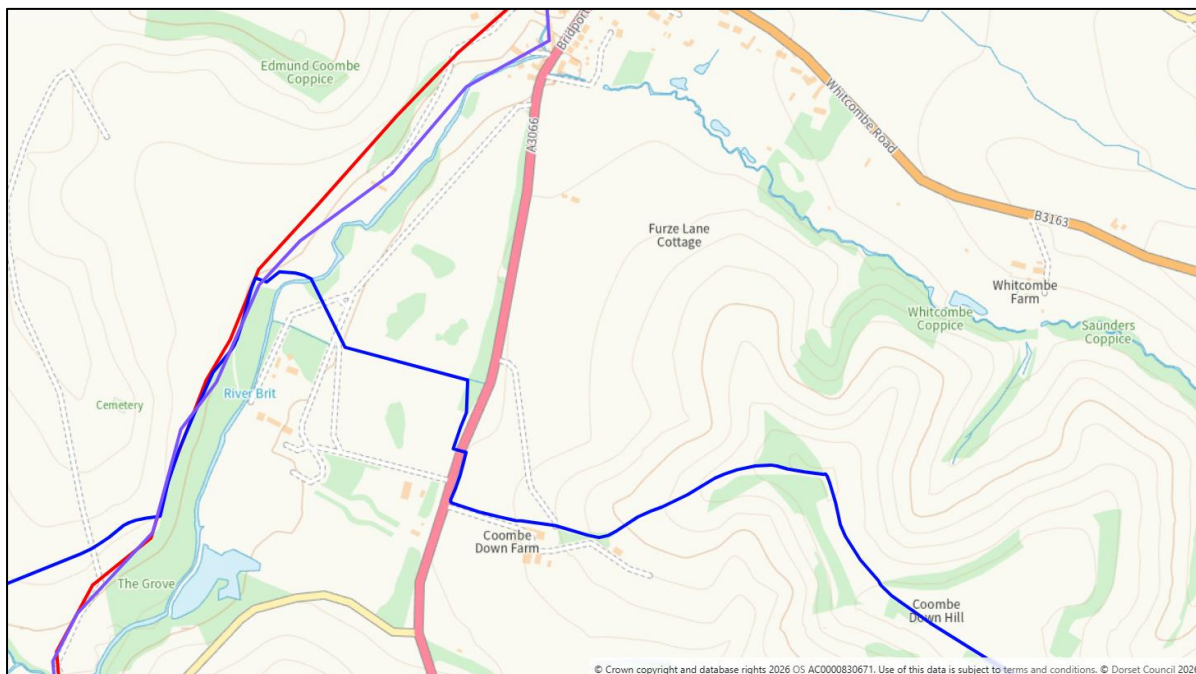 Edmund Coombe
Coppice
Bridport
A3066
Whitcombe Road
B3163
Furze Lane
Cottage
Whitcombe
Farm
Whitcombe
Coppice
Saunders
Coppice
River Brit
Cemetery
Coombe
Down Farm
The Grove
Coombe
Down Hill
© Crown copyright and database rights 2026 OS AC0000830671. Use of this data is subject to terms and conditions. © Dorset Council 2026